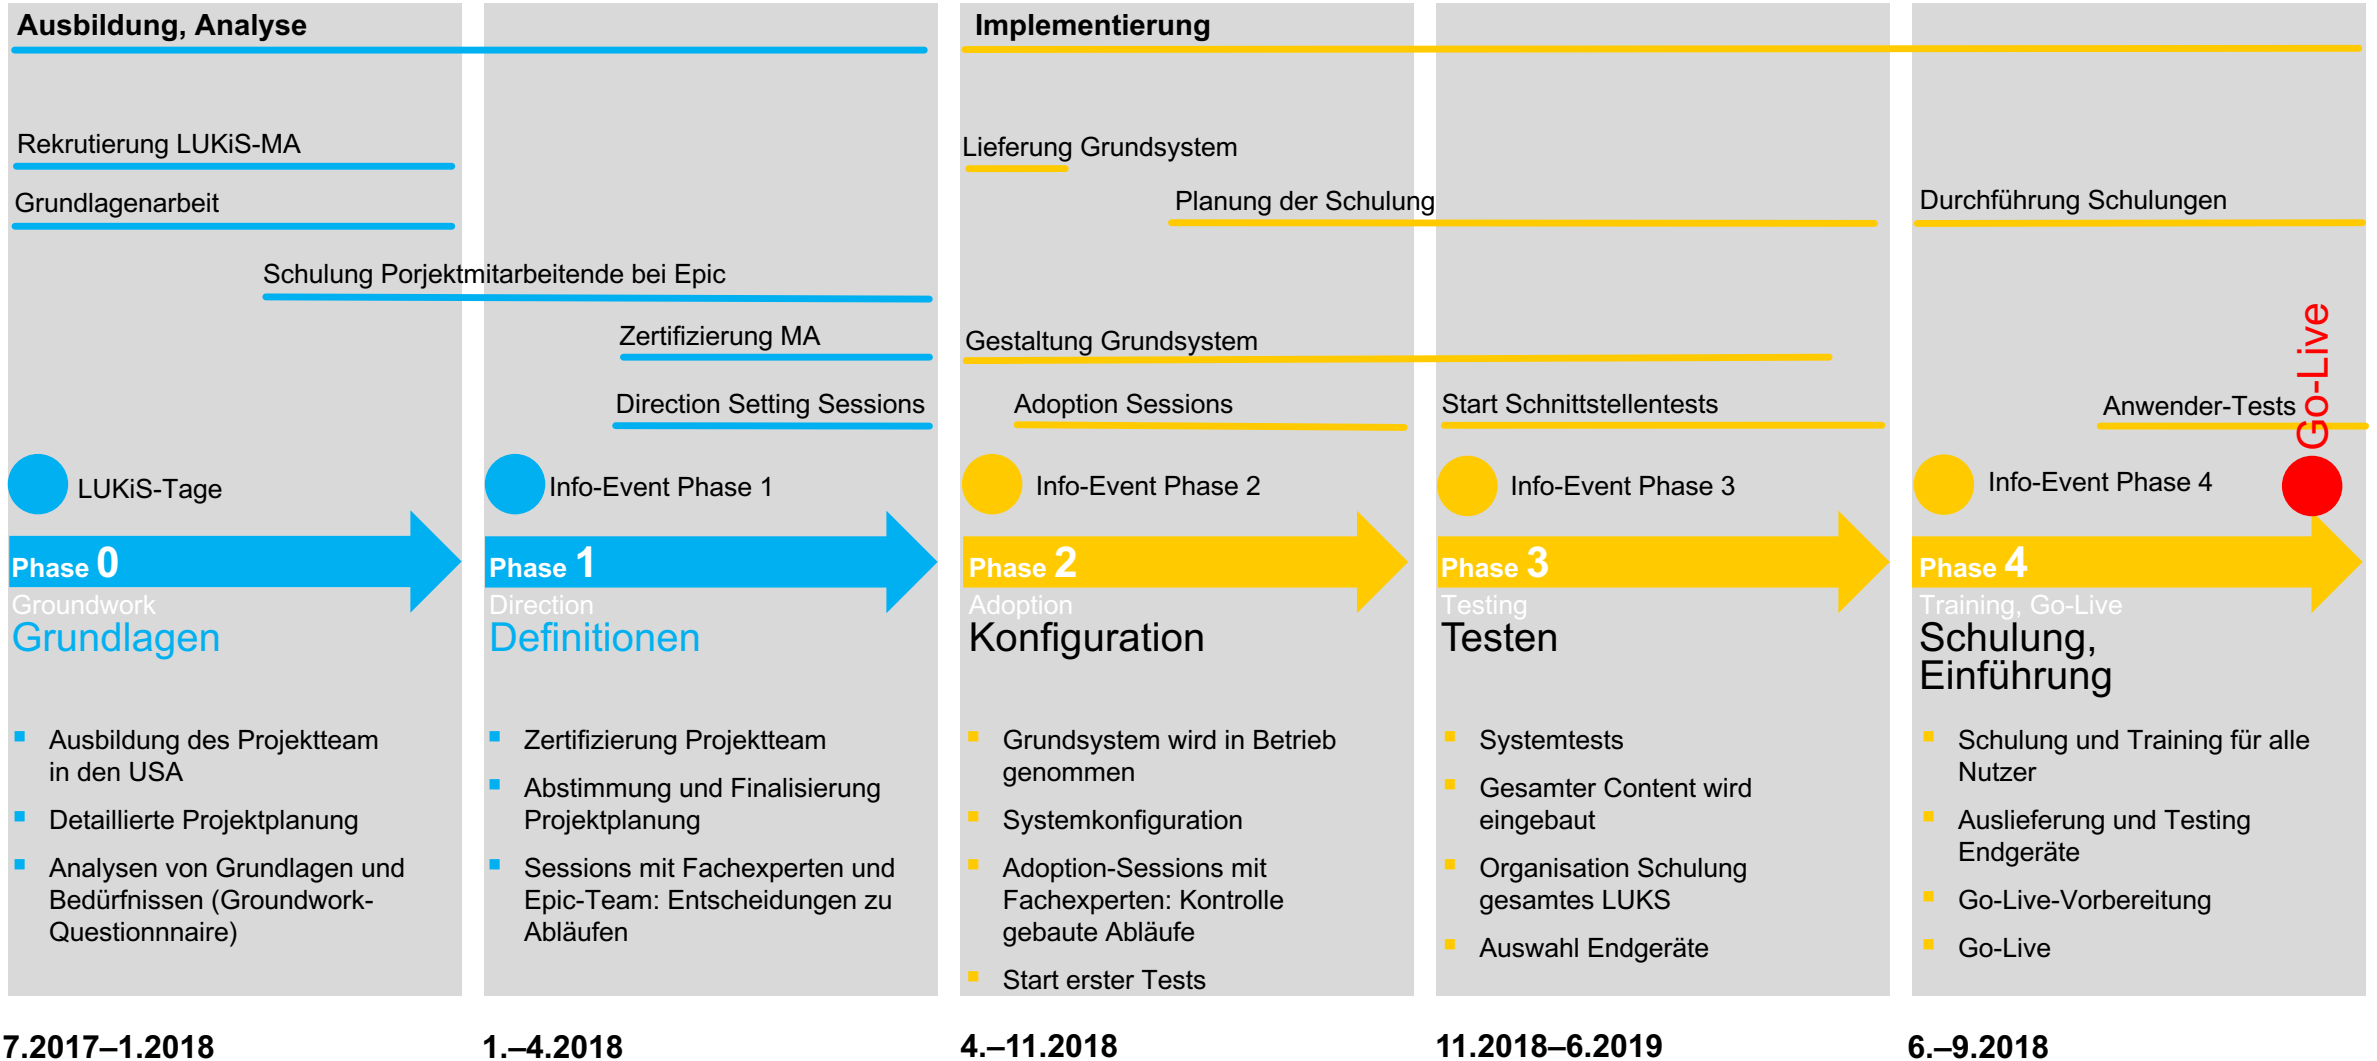 Ausbildung, Analyse
Implementierung
Rekrutierung LUKiS-MA
Grundlagenarbeit
Schulung Porjektmitarbeitende bei Epic
Zertifizierung MA
Direction Setting Sessions
Lieferung Grundsystem
Planung der Schulung
Gestaltung Grundsystem
Adoption Sessions
Start Schnittstellentests
Durchführung Schulungen
Anwender-Tests
Go-Live
LUKiS-Tage
Info-Event Phase 1
Info-Event Phase 2
Info-Event Phase 3
Info-Event Phase 4
Phase 0
Groundwork
Grundlagen
Ausbildung des Projektteam
in den USA
Detaillierte Projektplanung
Analysen von Grundlagen und
Bedürfnissen (Groundwork-
Questionnnaire)
7.2017–1.2018
Phase 1
Direction
Definitionen
Zertifizierung Projektteam
Abstimmung und Finalisierung
Projektplanung
Sessions mit Fachexperten und
Epic-Team: Entscheidungen zu
Abläufen
1.–4.2018
Phase 2
Adoption
Konfiguration
Grundsystem wird in Betrieb
genommen
Systemkonfiguration
Adoption-Sessions mit
Fachexperten: Kontrolle
gebaute Abläufe
Start erster Tests
4.–11.2018
Phase 3
Testing
Testen
Systemtests
Gesamter Content wird
eingebaut
Organisation Schulung
gesamtes LUKS
Auswahl Endgeräte
11.2018–6.2019
Phase 4
Training, Go-Live
Schulung,
Einführung
Schulung und Training für alle
Nutzer
Auslieferung und Testing
Endgeräte
Go-Live-Vorbereitung
Go-Live
6.–9.2018